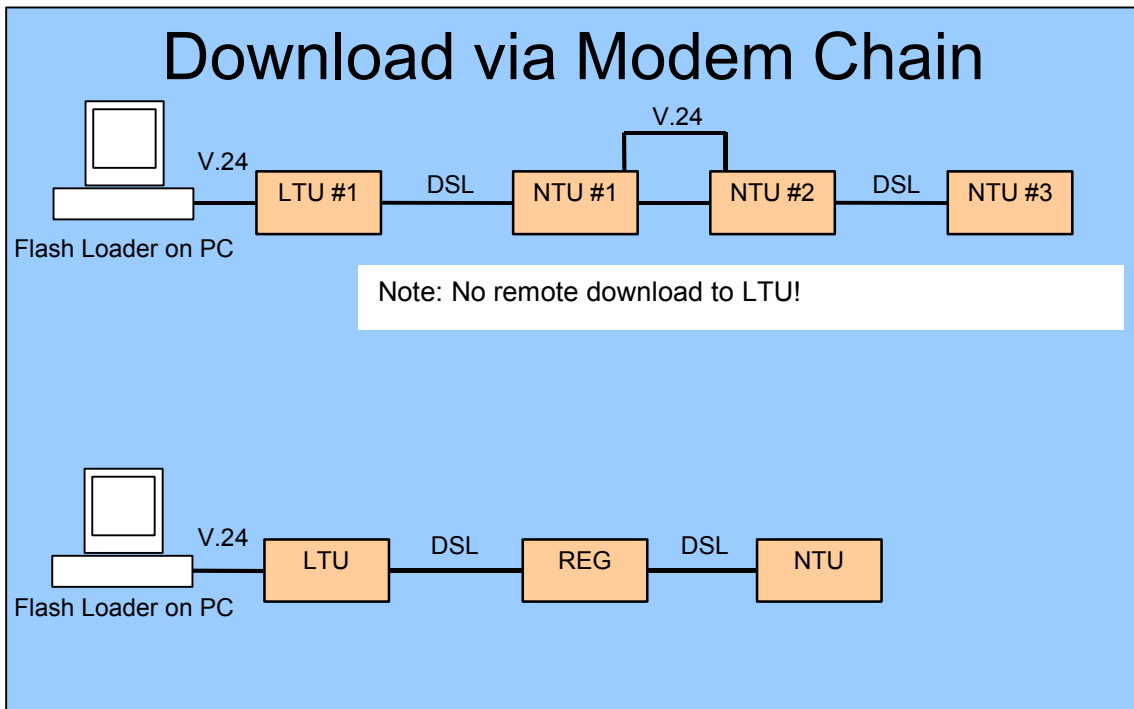 Download via Modem Chain
V.24
V.24
LTU #1
DSL
NTU #1
NTU #2
DSL
NTU #3
Flash Loader on PC
Note: No remote download to LTU!
V.24
LTU
DSL
REG
DSL
NTU
Flash Loader on PC